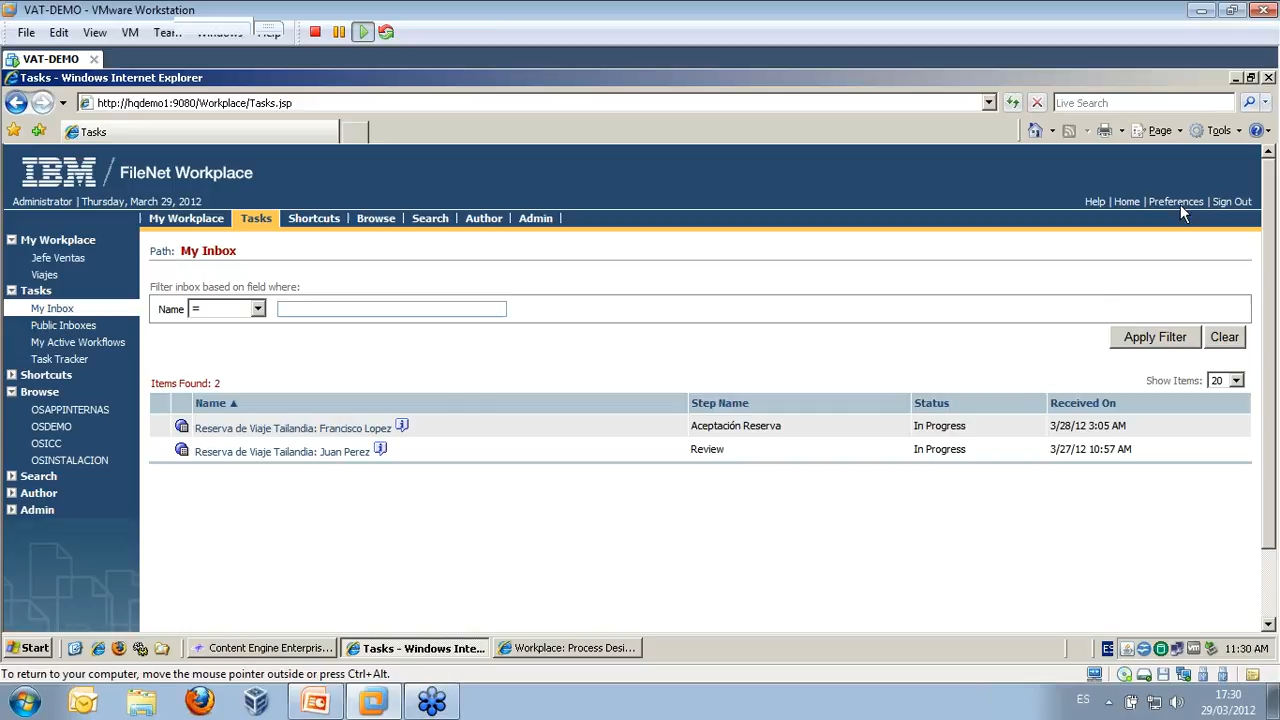 VAT-DEMO - VMware Workstation
File Edit View VM Team Windows Help
VAT-DEMO
Tasks - Windows Internet Explorer
http://hqdemo1:9080/Workplace/Tasks.jsp
Live Search
Tasks
Page
Tools
IBM / FileNet Workplace
Administrator | Thursday, March 29, 2012
Help | Home | Preferences | Sign Out
My Workplace | Tasks | Shortcuts | Browse | Search | Author | Admin
My Workplace
Jefe Ventas
Viajes
Tasks
My Inbox
Public Inboxes
My Active Workflows
Task Tracker
Shortcuts
Browse
OSAPPINTERNAS
OSDEMO
OSICC
OSINSTALACION
Search
Author
Admin
Path: My Inbox
Filter inbox based on field where:
Name =
Apply Filter Clear
Items Found: 2
Show Items: 20
Name Step Name Status Received On
Reserva de Viaje Tailandia: Francisco Lopez Aceptación Reserva In Progress 3/28/12 3:05 AM
Reserva de Viaje Tailandia: Juan Perez Review In Progress 3/27/12 10:57 AM
Start
Content Engine Enterpris...
Tasks - Windows Inte...
Workplace: Process Desi...
ES
11:30 AM
To return to your computer, move the mouse pointer outside or press Ctrl+Alt.
ES
17:30
29/03/2012